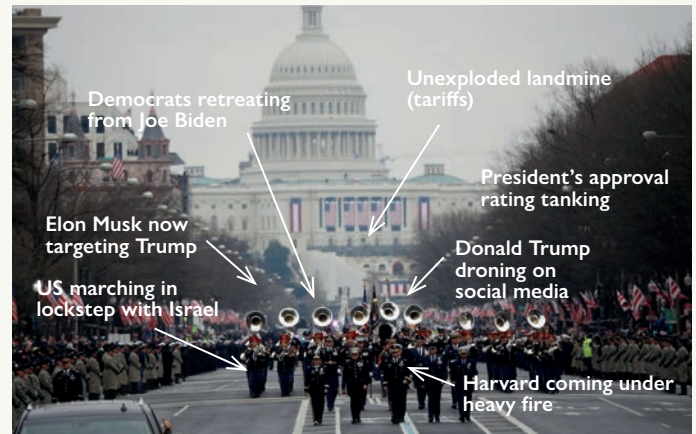 Unexploded landmine
(tariffs)
Democrats retreating
from Joe Biden
President’s approval
rating tanking
Elon Musk now
targeting Trump
Donald Trump
droning on
social media
US marching in
lockstep with Israel
Harvard coming under
heavy fire